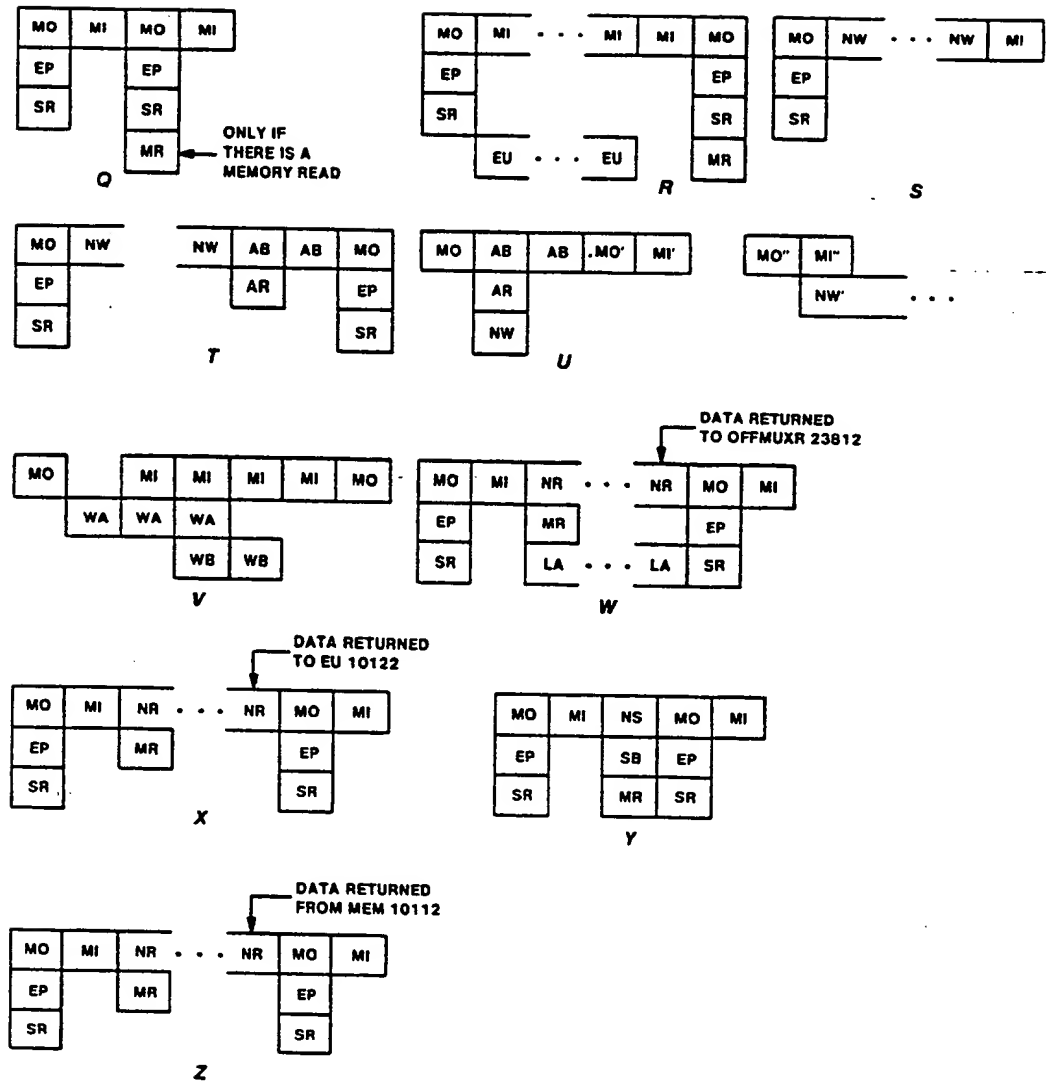 MO MI MO MI
EP EP
SR SR
MR
ONLY IF
THERE IS A
MEMORY READ
Q
MO MI • • • MI MI MO
EP EP
SR SR
EU • • • EU MR
R
MO NW • • • NW MI
EP
SR
S
MO NW NW AB AB MO
EP AR EP
SR SR
T
MO AB AB .MO' MI'
AR
NW
U
MO" MI"
NW' • • •
MO MI MI MI MI MO
WA WA WA
WB WB
V
DATA RETURNED
TO OFFMUXR 23812
MO MI NR • • • NR MO MI
EP MR EP
SR LA • • • LA SR
W
DATA RETURNED
TO EU 10122
MO MI NR • • • NR MO MI
EP MR EP
SR SR
X
MO MI NS MO MI
EP SB EP
SR MR SR
Y
DATA RETURNED
FROM MEM 10112
MO MI NR • • • NR MO MI
EP MR EP
SR SR
Z